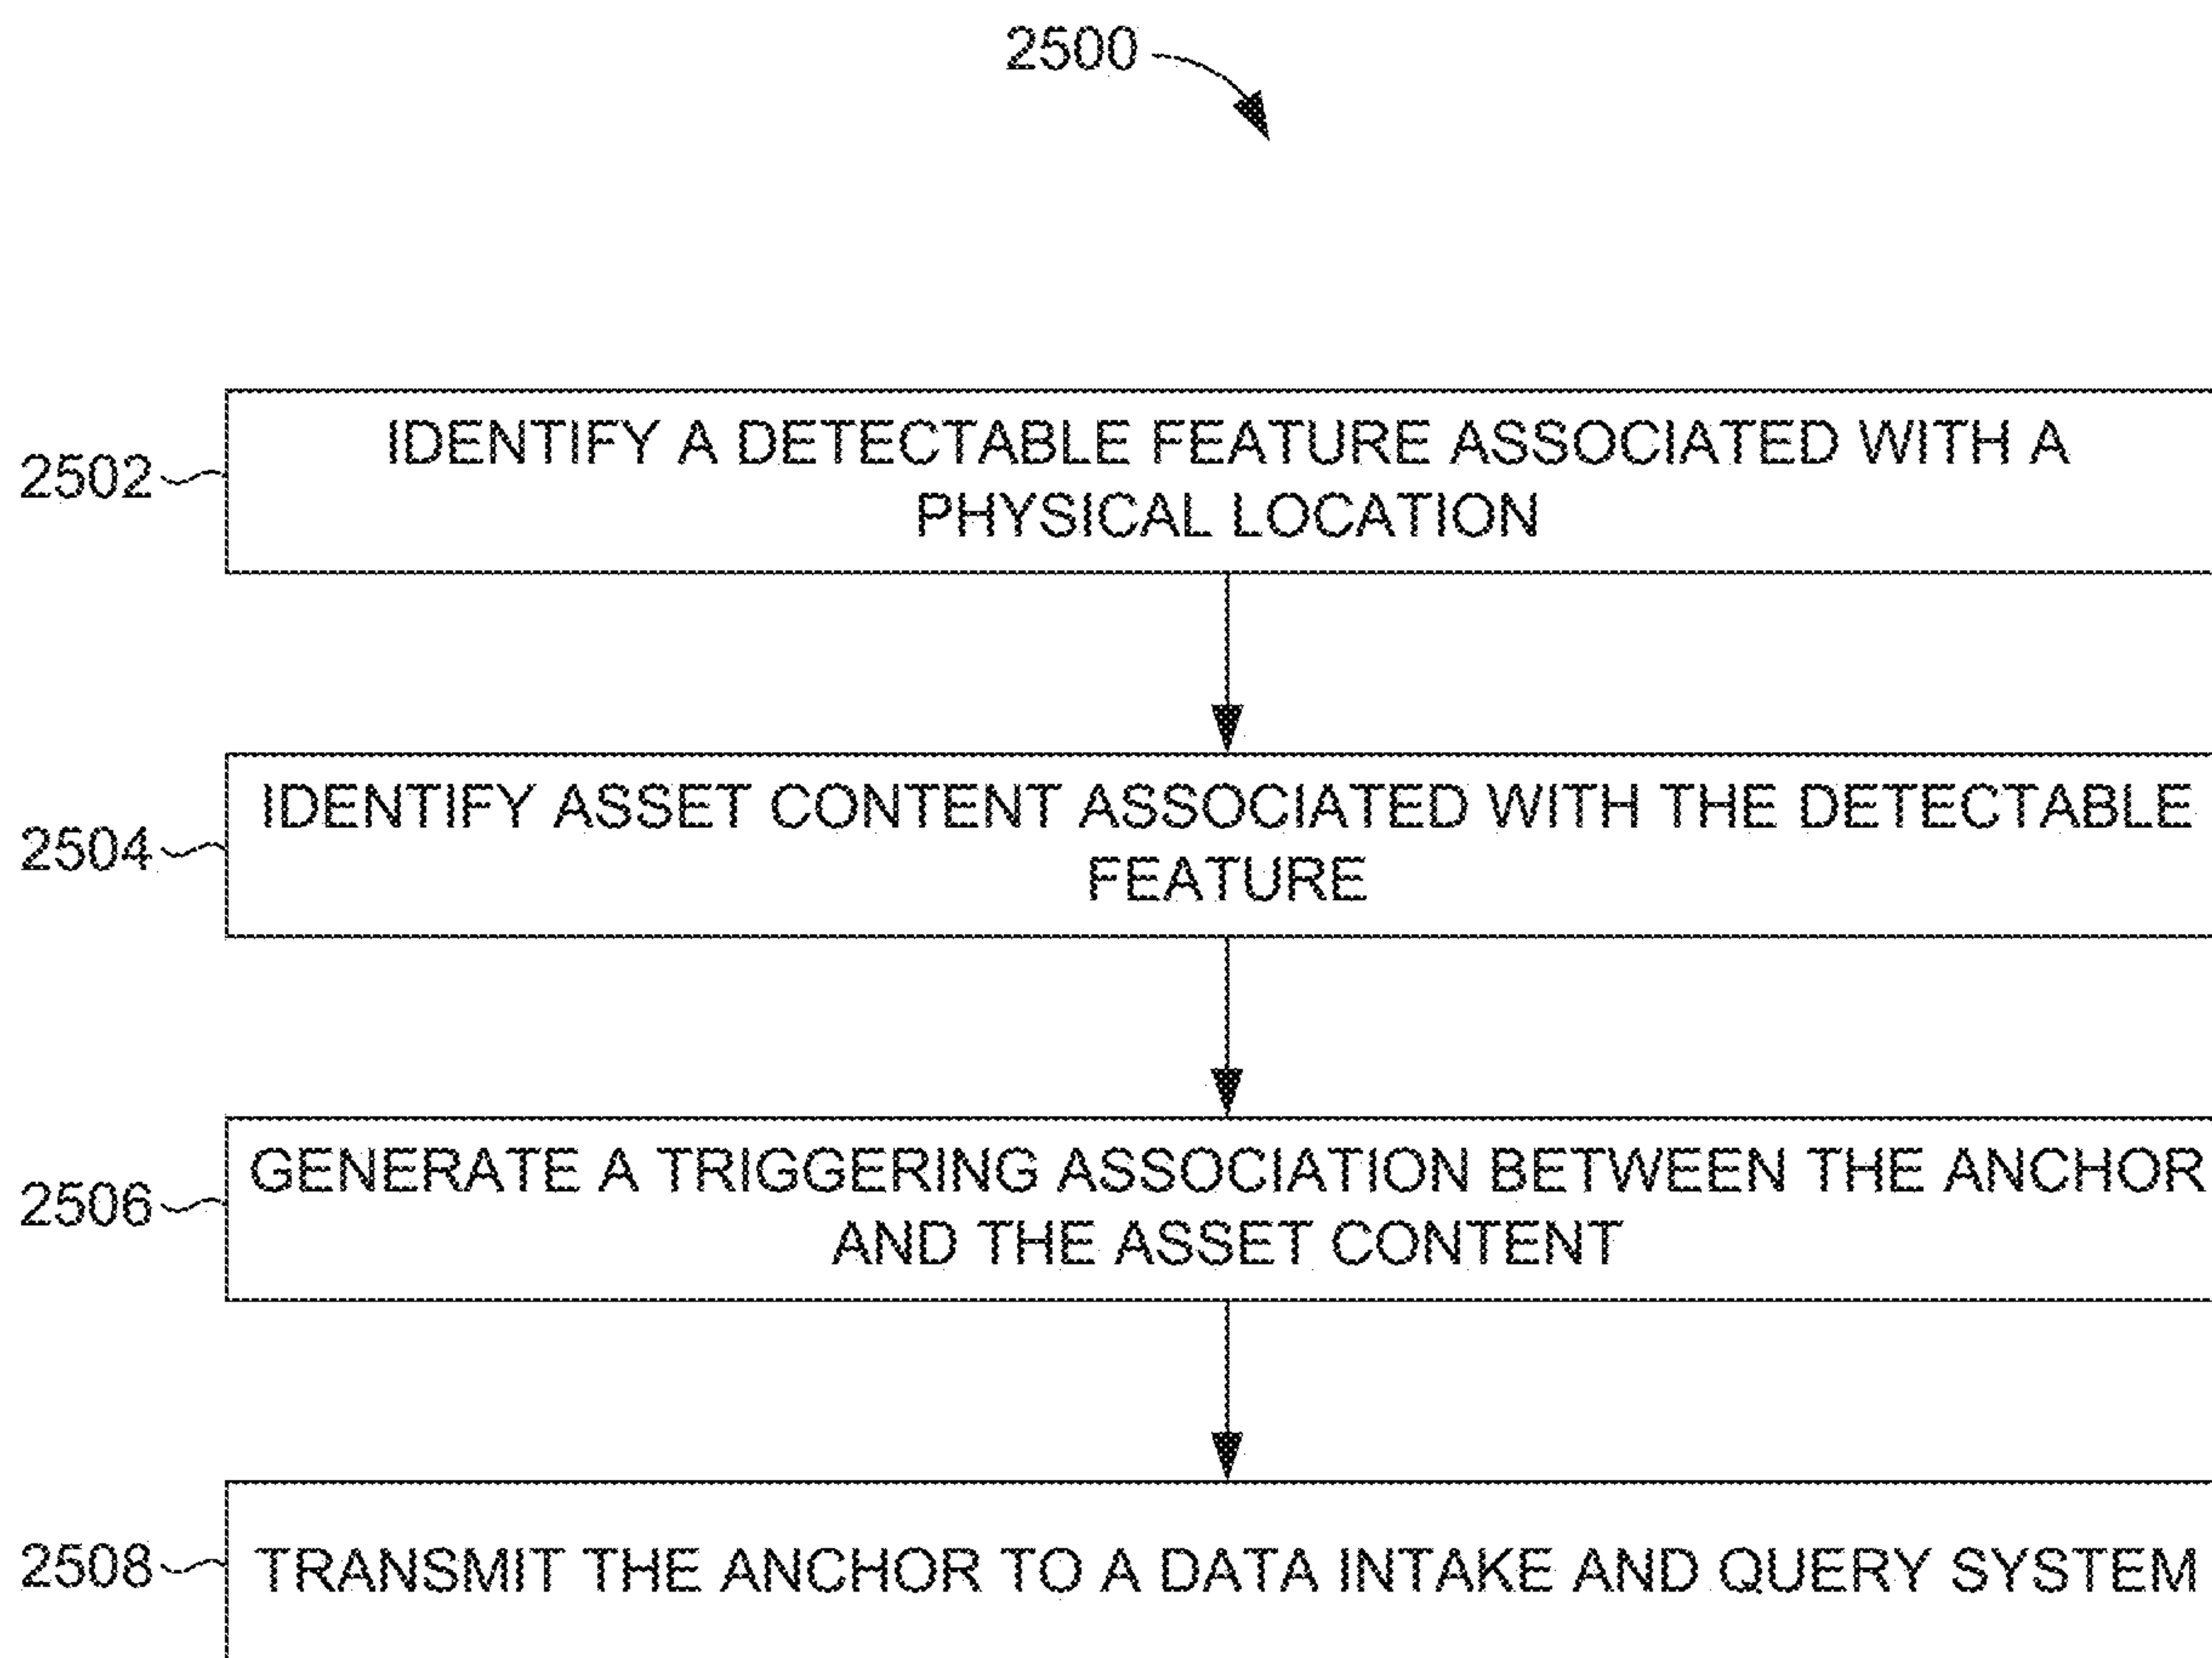 2500
2502
IDENTIFY A DETECTABLE FEATURE ASSOCIATED WITH A
PHYSICAL LOCATION
2504
IDENTIFY ASSET CONTENT ASSOCIATED WITH THE DETECTABLE
FEATURE
2506
GENERATE A TRIGGERING ASSOCIATION BETWEEN THE ANCHOR
AND THE ASSET CONTENT
2508
TRANSMIT THE ANCHOR TO A DATA INTAKE AND QUERY SYSTEM